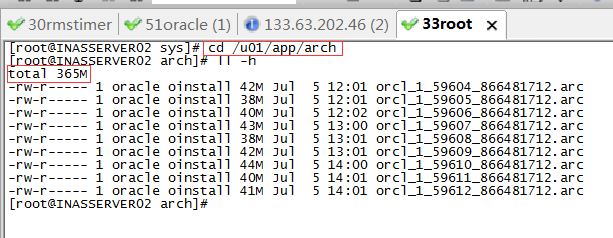 30rmstimer 51oracle (1) 133.63.202.46 (2) 33root X
[root@INASSERVER02 sys]# cd /u01/app/arch
[root@INASSERVER02 arch]# ll -h
total 365M
-rw-r----- 1 oracle oinstall 42M Jul  5 12:01 orcl_1_59604_866481712.arc
-rw-r----- 1 oracle oinstall 38M Jul  5 12:01 orcl_1_59605_866481712.arc
-rw-r----- 1 oracle oinstall 40M Jul  5 12:02 orcl_1_59606_866481712.arc
-rw-r----- 1 oracle oinstall 43M Jul  5 13:00 orcl_1_59607_866481712.arc
-rw-r----- 1 oracle oinstall 38M Jul  5 13:01 orcl_1_59608_866481712.arc
-rw-r----- 1 oracle oinstall 42M Jul  5 13:01 orcl_1_59609_866481712.arc
-rw-r----- 1 oracle oinstall 44M Jul  5 14:00 orcl_1_59610_866481712.arc
-rw-r----- 1 oracle oinstall 40M Jul  5 14:01 orcl_1_59611_866481712.arc
-rw-r----- 1 oracle oinstall 41M Jul  5 14:01 orcl_1_59612_866481712.arc
[root@INASSERVER02 arch]#